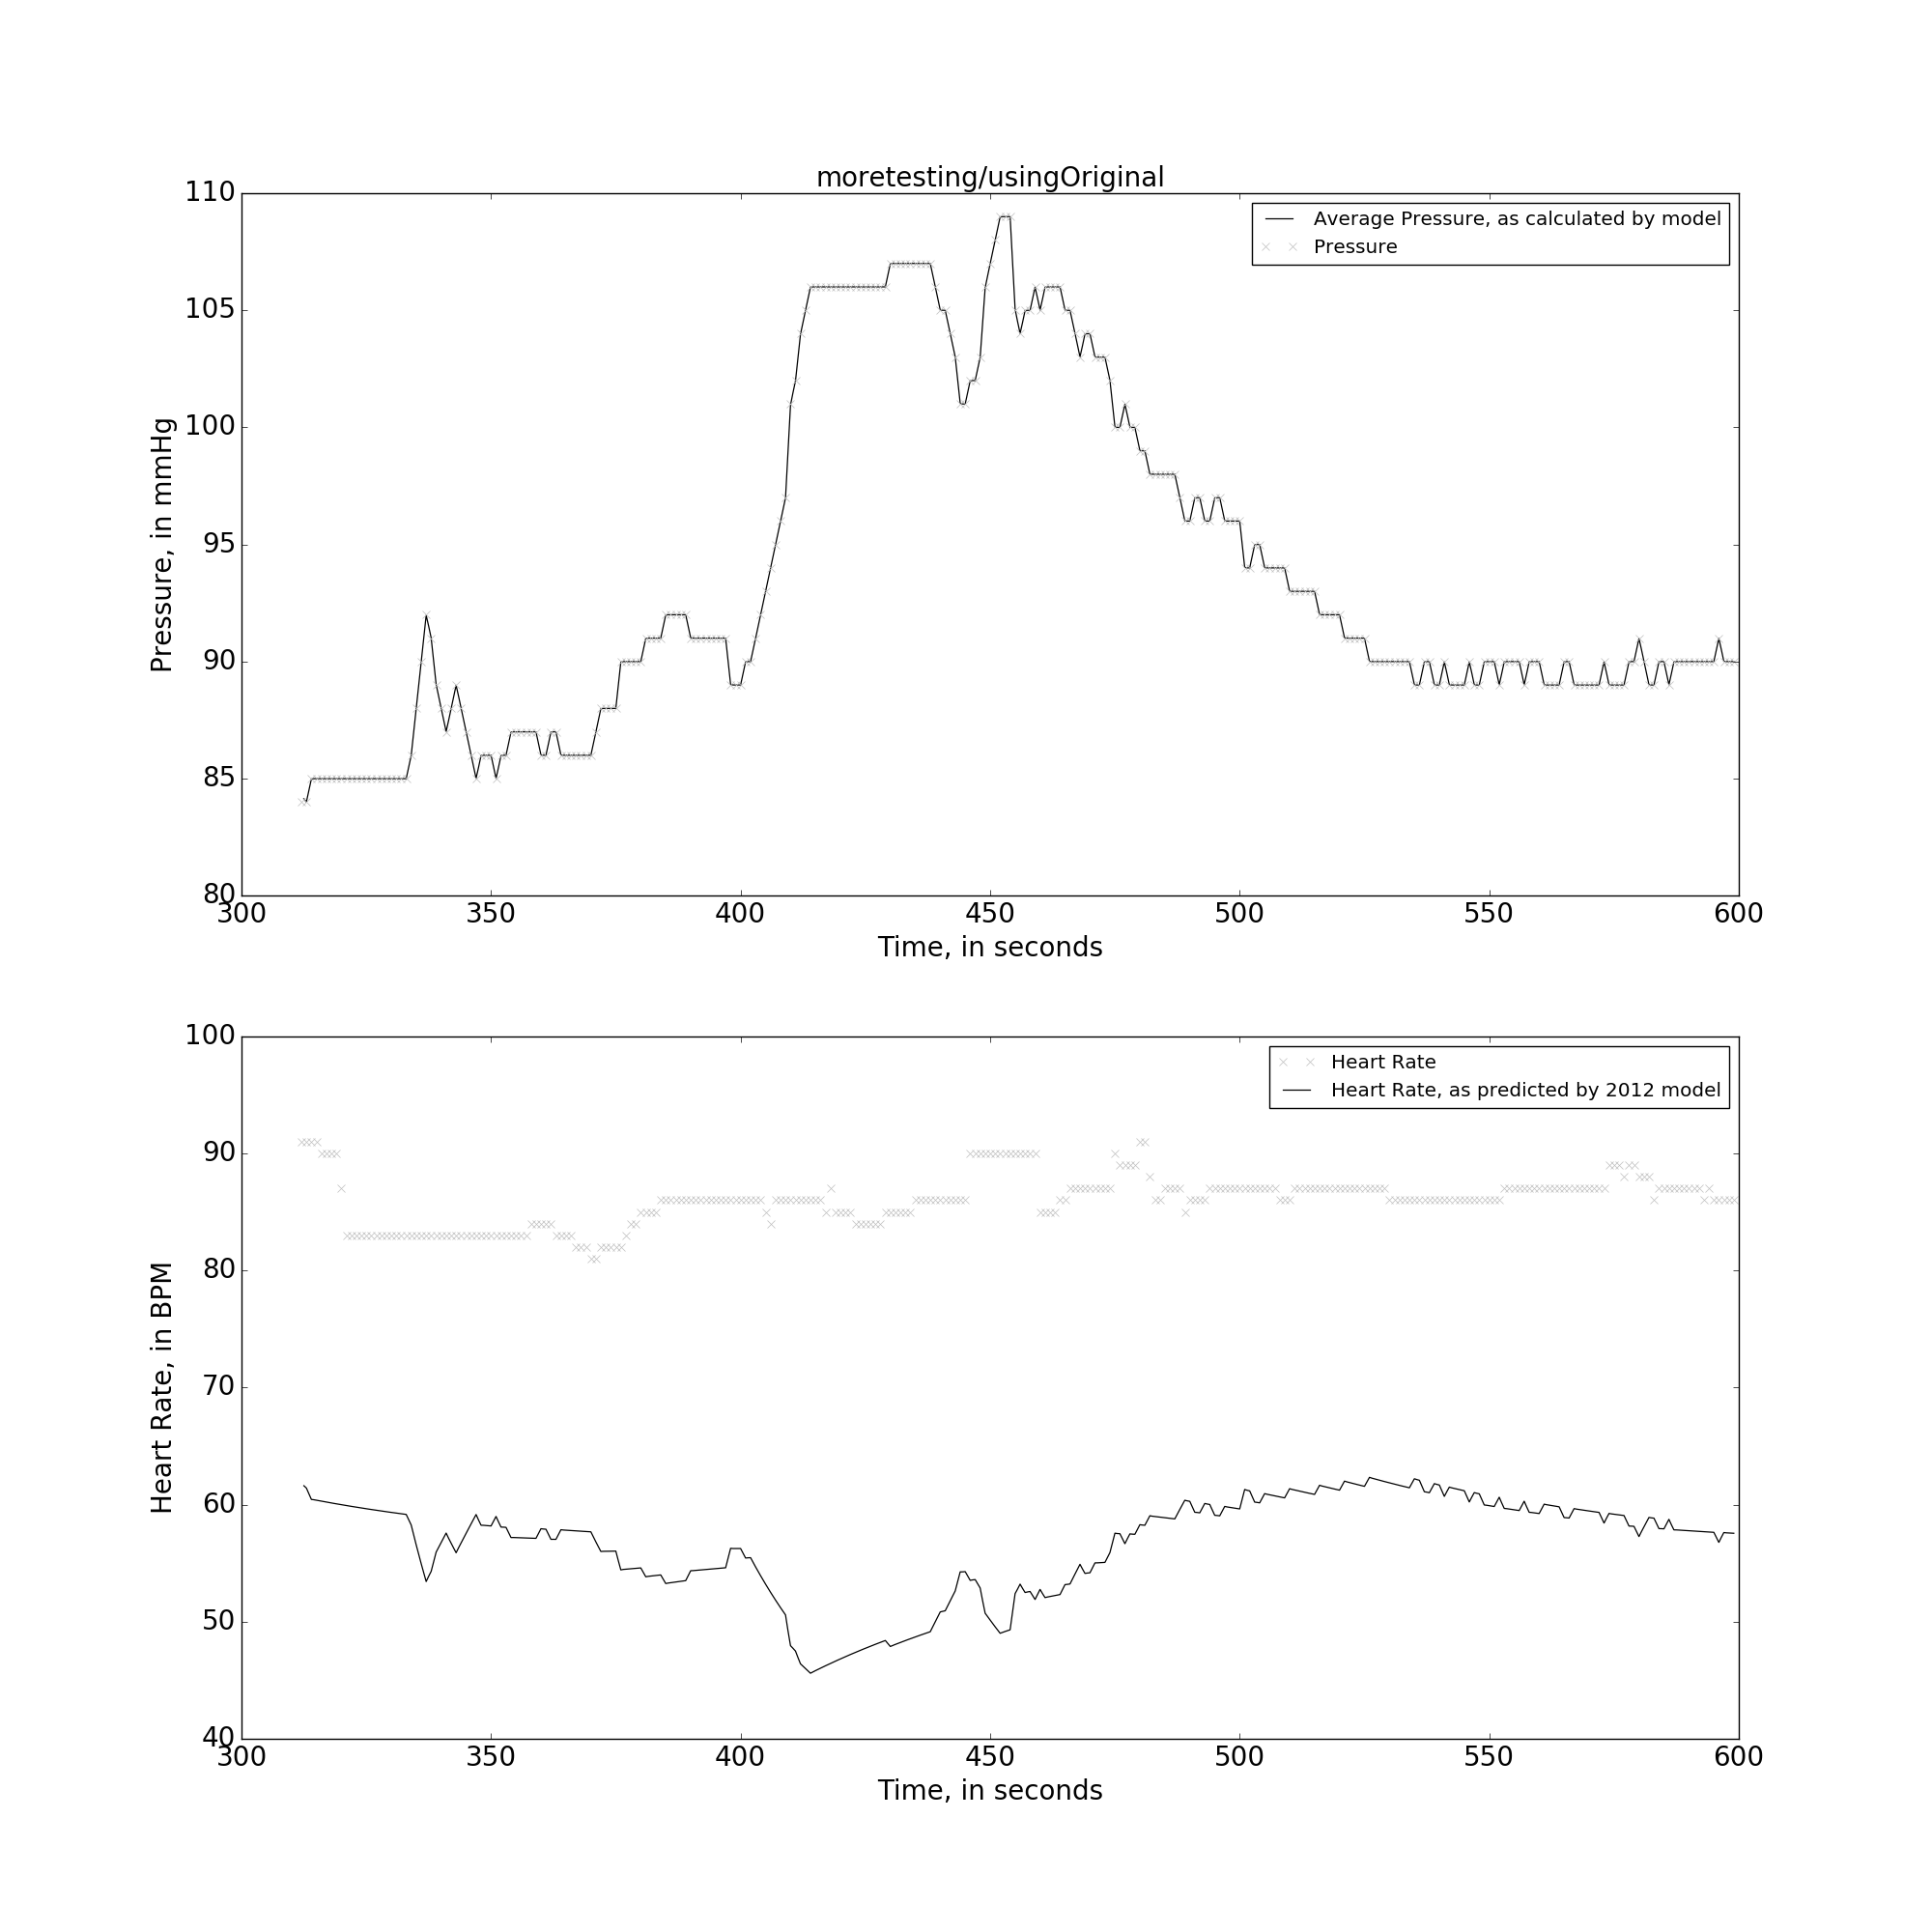 moretesting/usingOriginal
110
105
100
95
90
85
80
Pressure, in mmHg
Average Pressure, as calculated by model
Pressure
300 350 400 450 500 550 600
Time, in seconds
100
90
80
70
60
50
40
Heart Rate, in BPM
Heart Rate
Heart Rate, as predicted by 2012 model
300 350 400 450 500 550 600
Time, in seconds